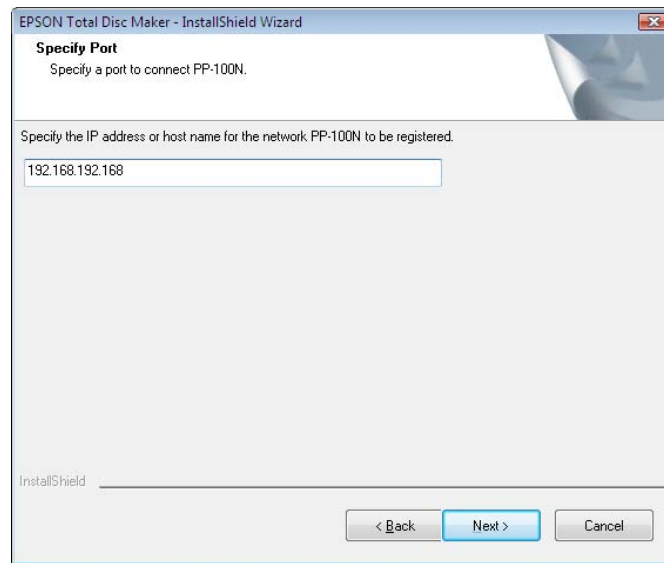 EPSON Total Disc Maker - InstallShield Wizard
Specify Port
Specify a port to connect PP-100N.
Specify the IP address or host name for the network PP-100N to be registered.
192.168.192.168
InstallShield
< Back Next > Cancel